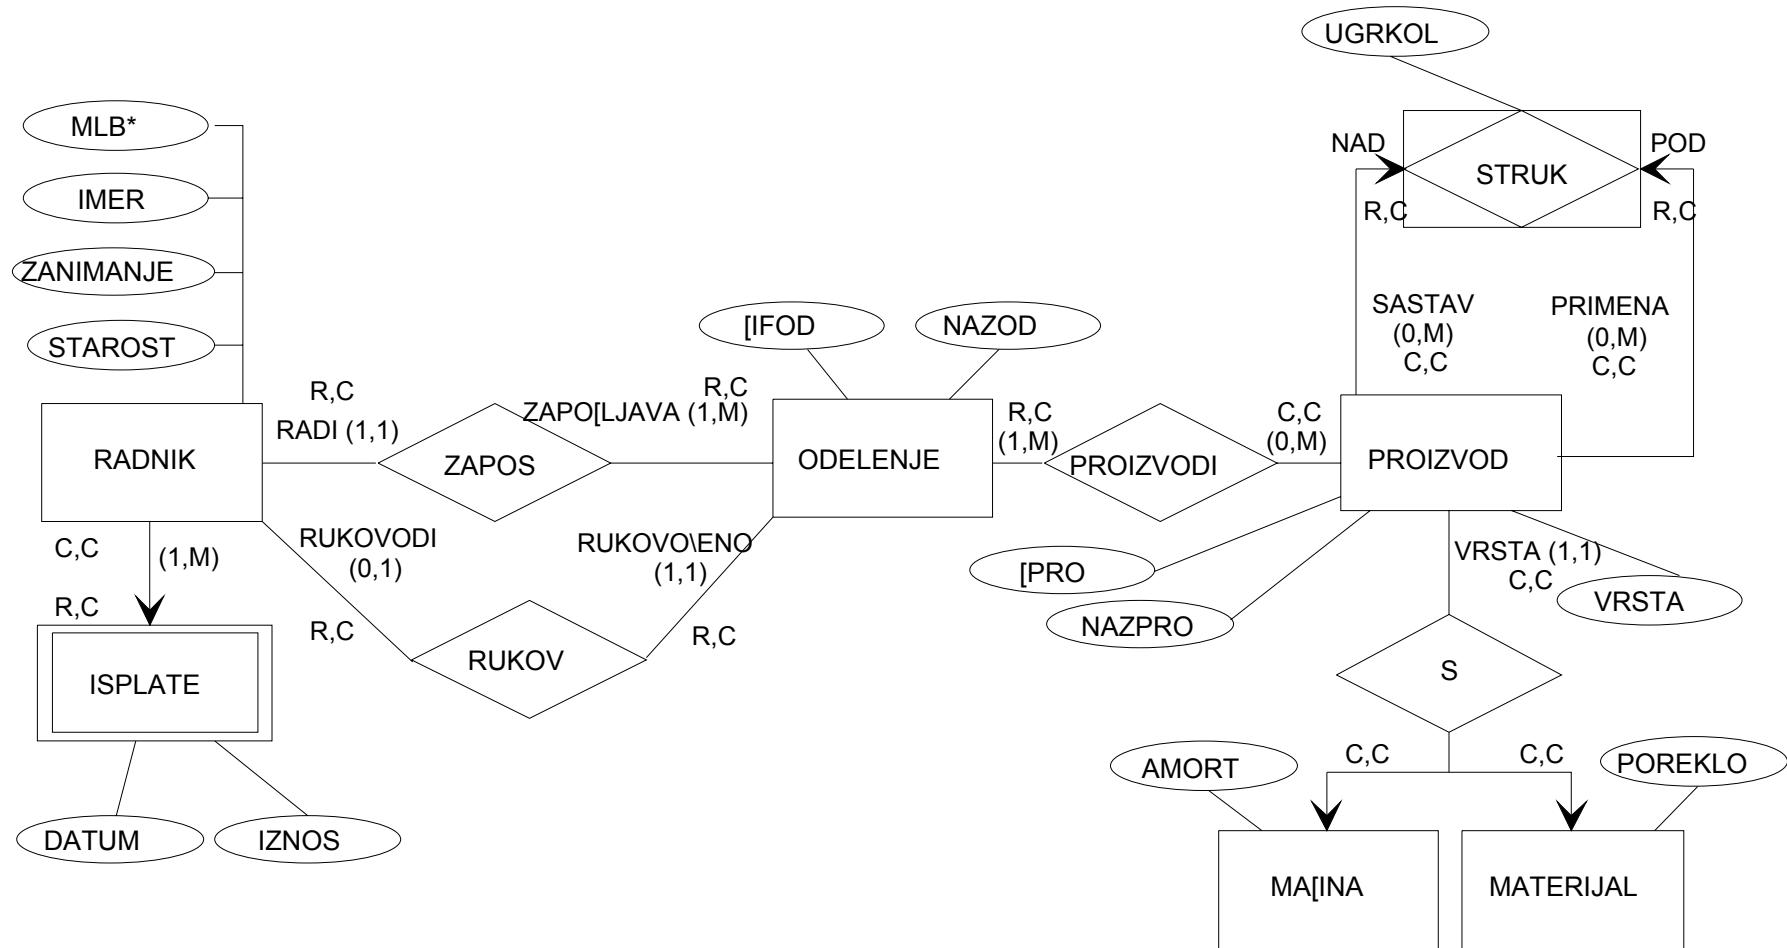 UGRKOL
MLB*
NAD
POD
STRUK
IMER
R,C
R,C
ZANIMANJE
SASTAV
(0,M)
C,C
PRIMENA
(0,M)
C,C
[IFOD
NAZOD
STAROST
R,C
RADI (1,1)
R,C
ZAPO[LJAVA (1,M)
R,C
(1,M)
C,C
(0,M)
RADNIK
ZAPOS
ODELENJE
PROIZVODI
PROIZVOD
C,C
(1,M)
R,C
RUKOVODI
(0,1)
R,C
RUKOVO\ENO
(1,1)
R,C
[PRO
NAZPRO
VRSTA (1,1)
C,C
VRSTA
ISPLATE
RUKOV
S
DATUM
IZNOS
AMORT
C,C
C,C
POREKLO
MA[INA
MATERIJAL